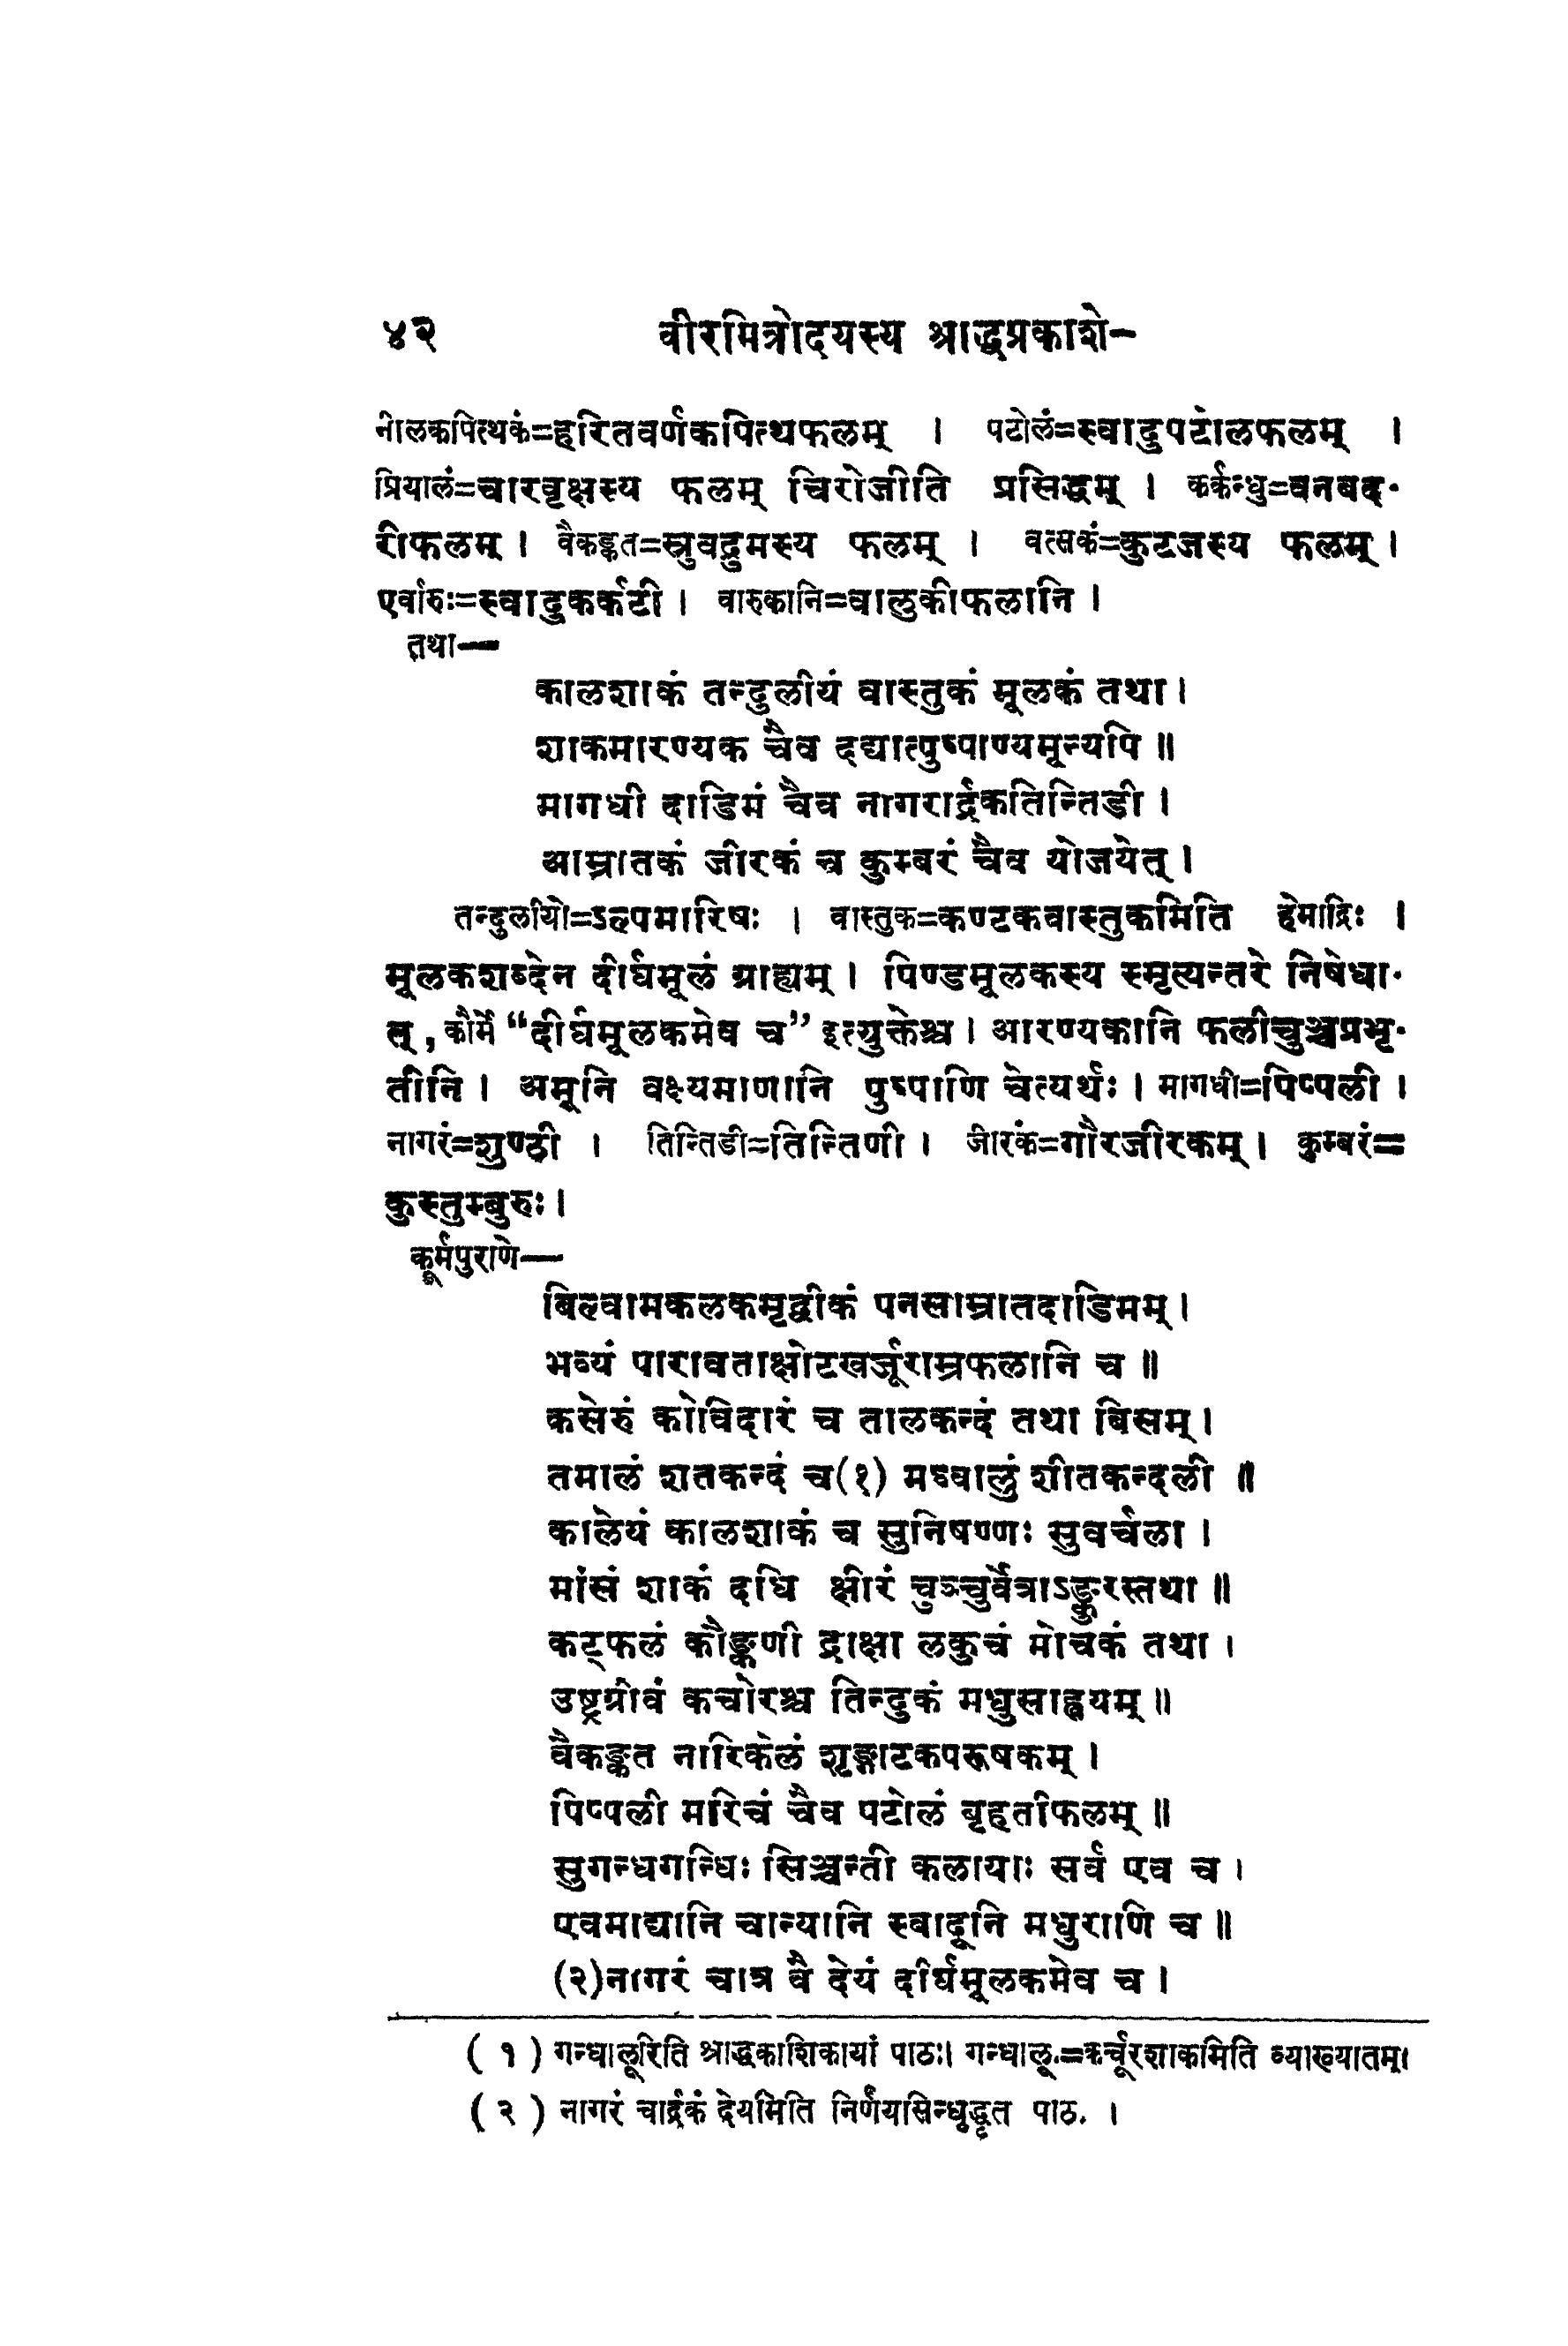 ४२ वीरमित्रोदयस्य श्राद्धप्रकाशे-
नीलकपित्थकं=हरितवर्णकपित्थफलम् । पटोलं=स्वादुपटोलफलम् ।
प्रियालं=चारवृक्षस्य फलम् चिरोजीति प्रसिद्धम् । कर्कन्धु=वनबद-
रीफलम् । वैकङ्कत=स्रुवद्रुमस्य फलम् । वत्सकं=कुटजस्य फलम् ।
एर्वारुः=स्वादुकर्कटी । वारुकानि=वालुकीफलानि ।
तथा—
कालशाकं तन्दुलीयं वास्तुकं मूलकं तथा ।
शाकमारण्यक चैव दद्यात्पुष्पाण्यमून्यपि ॥
मागधी दाडिमं चैव नागरार्द्रकतिन्तिडी ।
आम्रातकं जीरकं च कुम्बरं चैव योजयेत् ।
तन्दुलीयो=ऽल्पमारिषः । वास्तुक=कण्टकवास्तुकमिति हेमाद्रिः ।
मूलकशब्देन दीर्घमूलं ग्राह्यम् । पिण्डमूलकस्य स्मृत्यन्तरे निषेधा-
त्, कौर्मे “दीर्घमूलकमेव च” इत्युक्तेश्च । आरण्यकानि फलीचुञ्चप्रभृ-
तीनि । अमूनि वक्ष्यमाणानि पुष्पाणि चेत्यर्थः । मागधी=पिप्पली ।
नागरं=शुण्ठी । तिन्तिडी=तिन्तिणी । जीरकं=गौरजीरकम् । कुम्बरं=
कुस्तुम्बुरुः ।
कूर्मपुराणे—
बिल्वामकलकमृद्वीकं पनसाम्रातदाडिमम् ।
भव्यं पारावताक्षोटखर्जूराम्रफलानि च ॥
कसेरुं कोविदारं च तालकन्दं तथा बिसम् ।
तमालं शतकन्दं च(१) मध्वालुं शीतकन्दली ॥
कालेयं कालशाकं च सुनिषण्णः सुवर्चला ।
मांसं शाकं दधि क्षीरं चुञ्चुर्वेत्राऽङ्कुरस्तथा ॥
कट्फलं कौङ्कणी द्राक्षा लकुचं मोचकं तथा ।
उष्ट्रग्रीवं कचोरश्च तिन्दुकं मधुसाह्वयम् ॥
वैकङ्कत नारिकेलं शृङ्गाटकपरूषकम् ।
पिप्पली मरिचं चैव पटोलं बृहतीफलम् ॥
सुगन्धगन्धिः सिञ्चन्ती कलायाः सर्व एव च ।
एवमाद्यानि चान्यानि स्वादूनि मधुराणि च ॥
(२)नागरं चात्र वै देयं दीर्घमूलकमेव च ।
( १ ) गन्धालूरिति श्राद्धकाशिकायां पाठः। गन्धालू.=कर्चूरशाकमिति व्याख्यातम्।
( २ ) नागरं चार्द्रकं देयमिति निर्णयसिन्धुद्धृत पाठ. ।